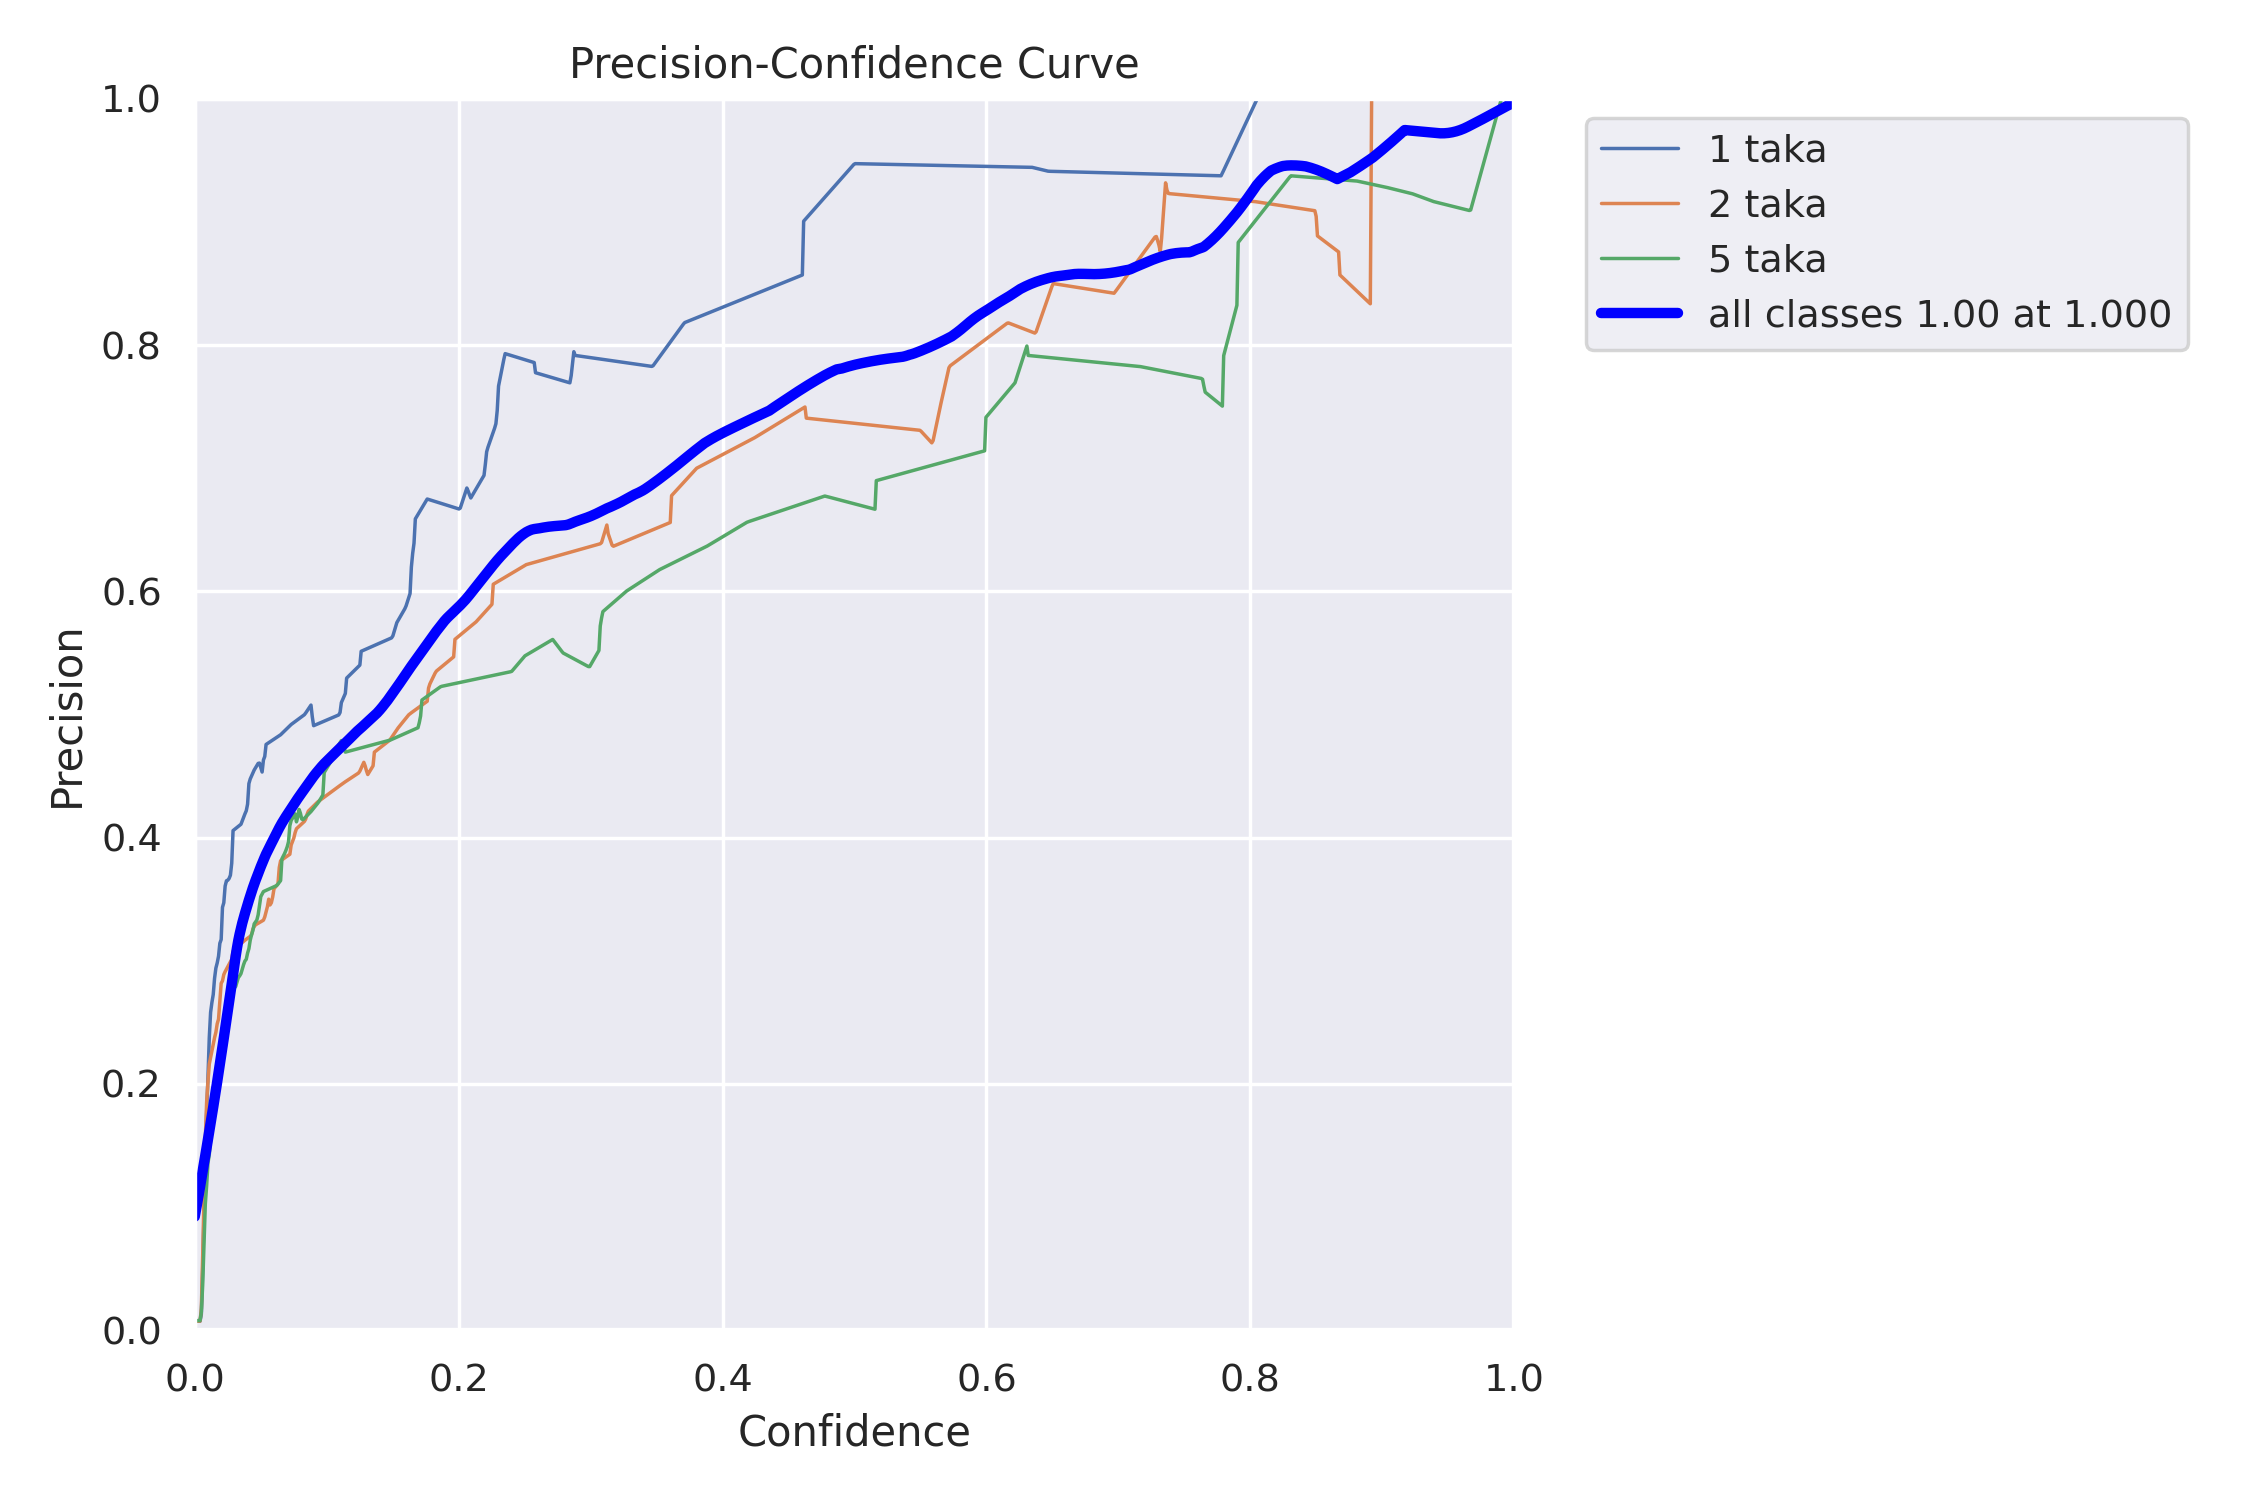 Precision-Confidence Curve
1.0
0.8
0.6
0.4
0.2
0.0
Precision
0.0 0.2 0.4 0.6 0.8 1.0
Confidence
1 taka
2 taka
5 taka
all classes 1.00 at 1.000